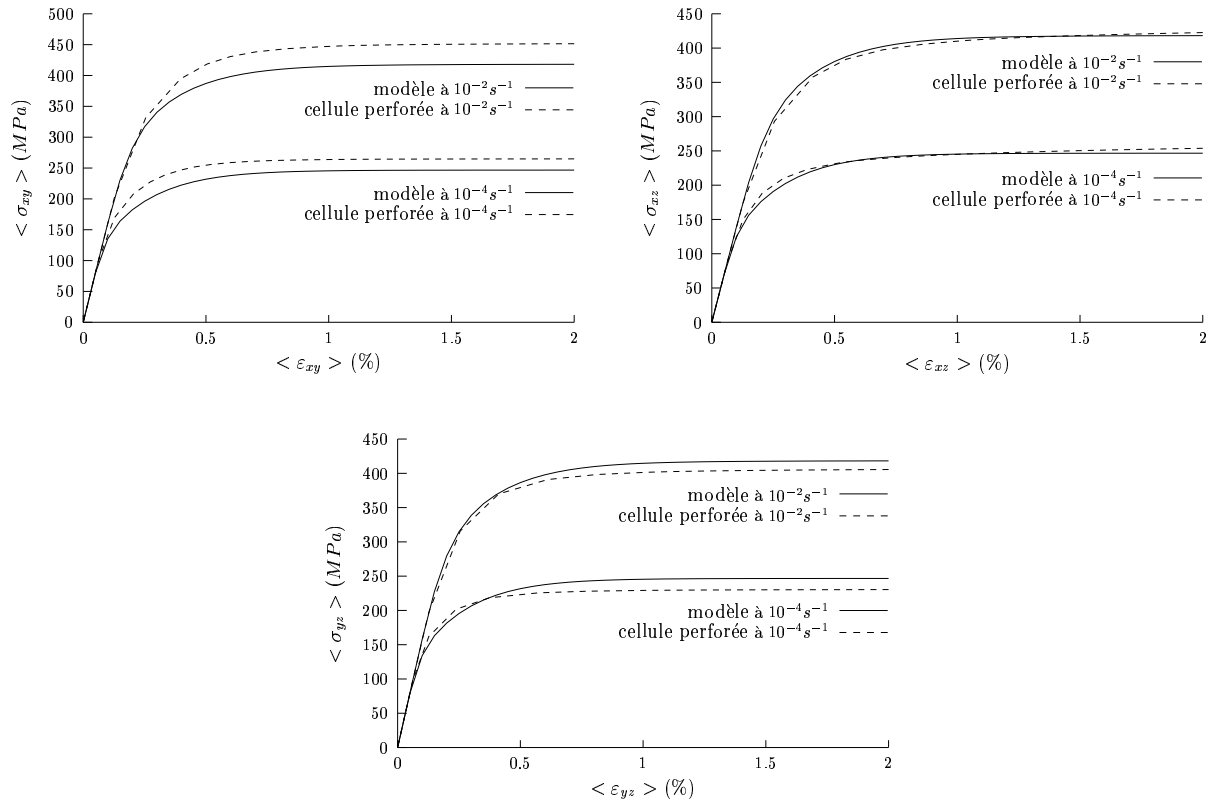 500
450
400
350
300
250
200
150
100
50
0
0 0.5 1 1.5 2
< σxy > (MPa)
< εxy > (%)
modèle à 10⁻²s⁻¹
cellule perforée à 10⁻²s⁻¹
modèle à 10⁻⁴s⁻¹
cellule perforée à 10⁻⁴s⁻¹
450
400
350
300
250
200
150
100
50
0
0 0.5 1 1.5 2
< σxz > (MPa)
< εxz > (%)
modèle à 10⁻²s⁻¹
cellule perforée à 10⁻²s⁻¹
modèle à 10⁻⁴s⁻¹
cellule perforée à 10⁻⁴s⁻¹
450
400
350
300
250
200
150
100
50
0
0 0.5 1 1.5 2
< σyz > (MPa)
< εyz > (%)
modèle à 10⁻²s⁻¹
cellule perforée à 10⁻²s⁻¹
modèle à 10⁻⁴s⁻¹
cellule perforée à 10⁻⁴s⁻¹